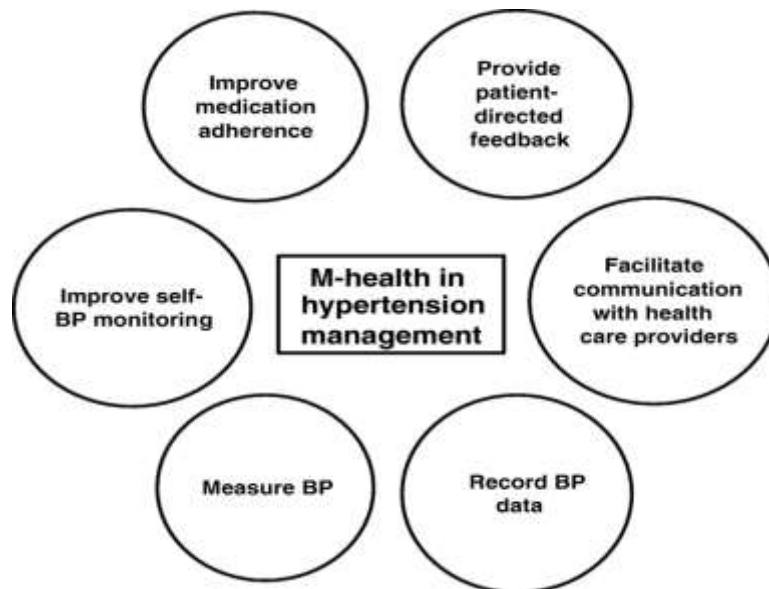 Improve
medication
adherence
Provide
patient-
directed
feedback
Improve self-
BP monitoring
M-health in
hypertension
management
Facilitate
communication
with health
care providers
Measure BP
Record BP
data